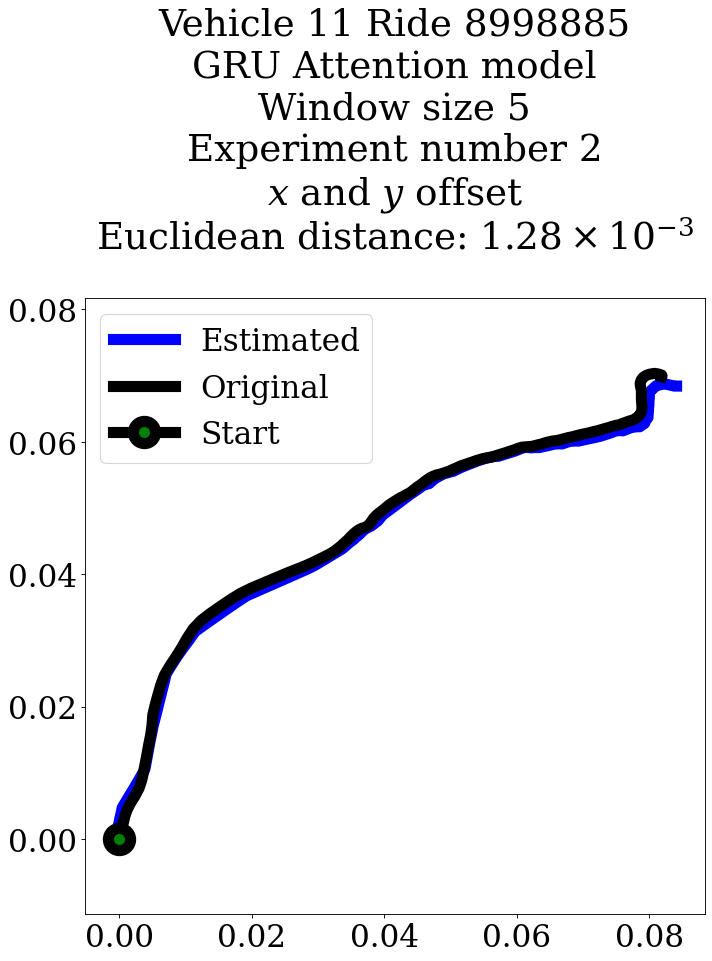 Vehicle 11 Ride 8998885
GRU Attention model
Window size 5
Experiment number 2
x and y offset
Euclidean distance: 1.28 × 10⁻³
0.08
Estimated
Original
Start
0.06
0.04
0.02
0.00
0.00 0.02 0.04 0.06 0.08